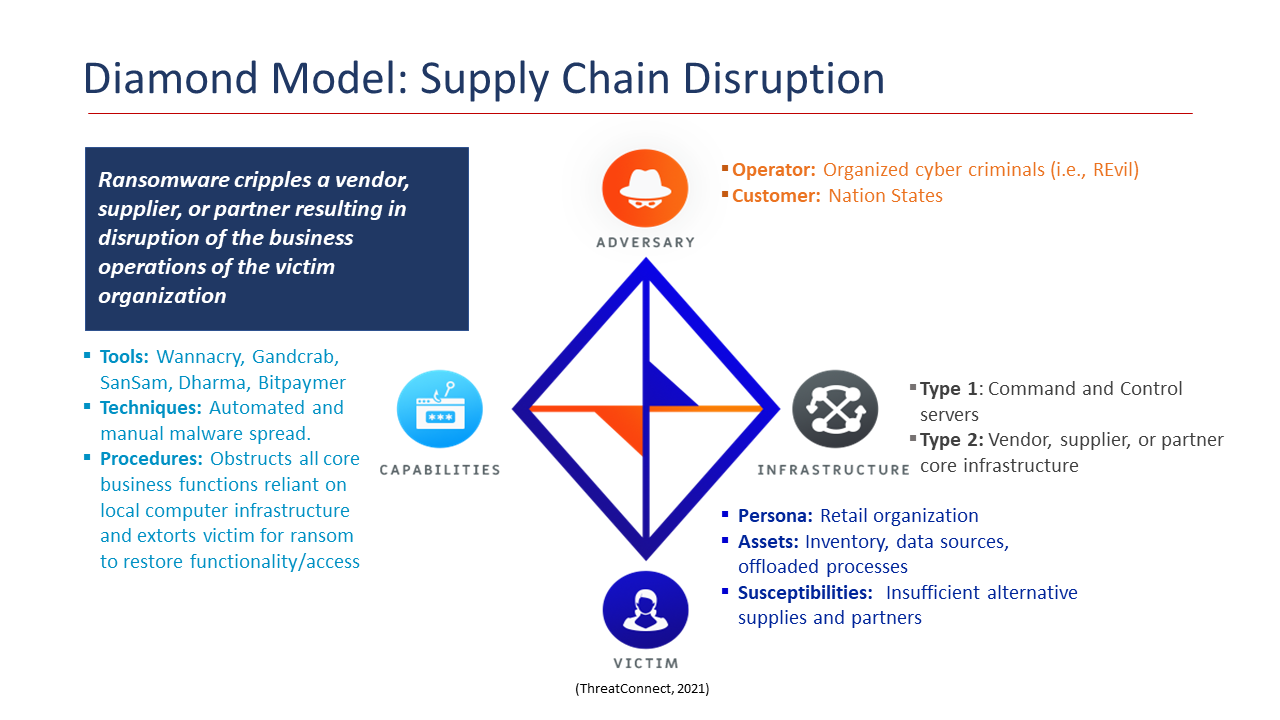 Diamond Model: Supply Chain Disruption
Ransomware cripples a vendor,
supplier, or partner resulting in
disruption of the business
operations of the victim
organization
▪ Tools: Wannacry, Gandcrab,
SanSam, Dharma, Bitpaymer
▪ Techniques: Automated and
manual malware spread.
▪ Procedures: Obstructs all core
business functions reliant on
local computer infrastructure
and extorts victim for ransom
to restore functionality/access
ADVERSARY
▪ Operator: Organized cyber criminals (i.e., REvil)
▪ Customer: Nation States
CAPABILITIES
***
INFRASTRUCTURE
▪ Type 1: Command and Control
servers
▪ Type 2: Vendor, supplier, or partner
core infrastructure
▪ Persona: Retail organization
▪ Assets: Inventory, data sources,
offloaded processes
▪ Susceptibilities: Insufficient alternative
supplies and partners
VICTIM
(ThreatConnect, 2021)